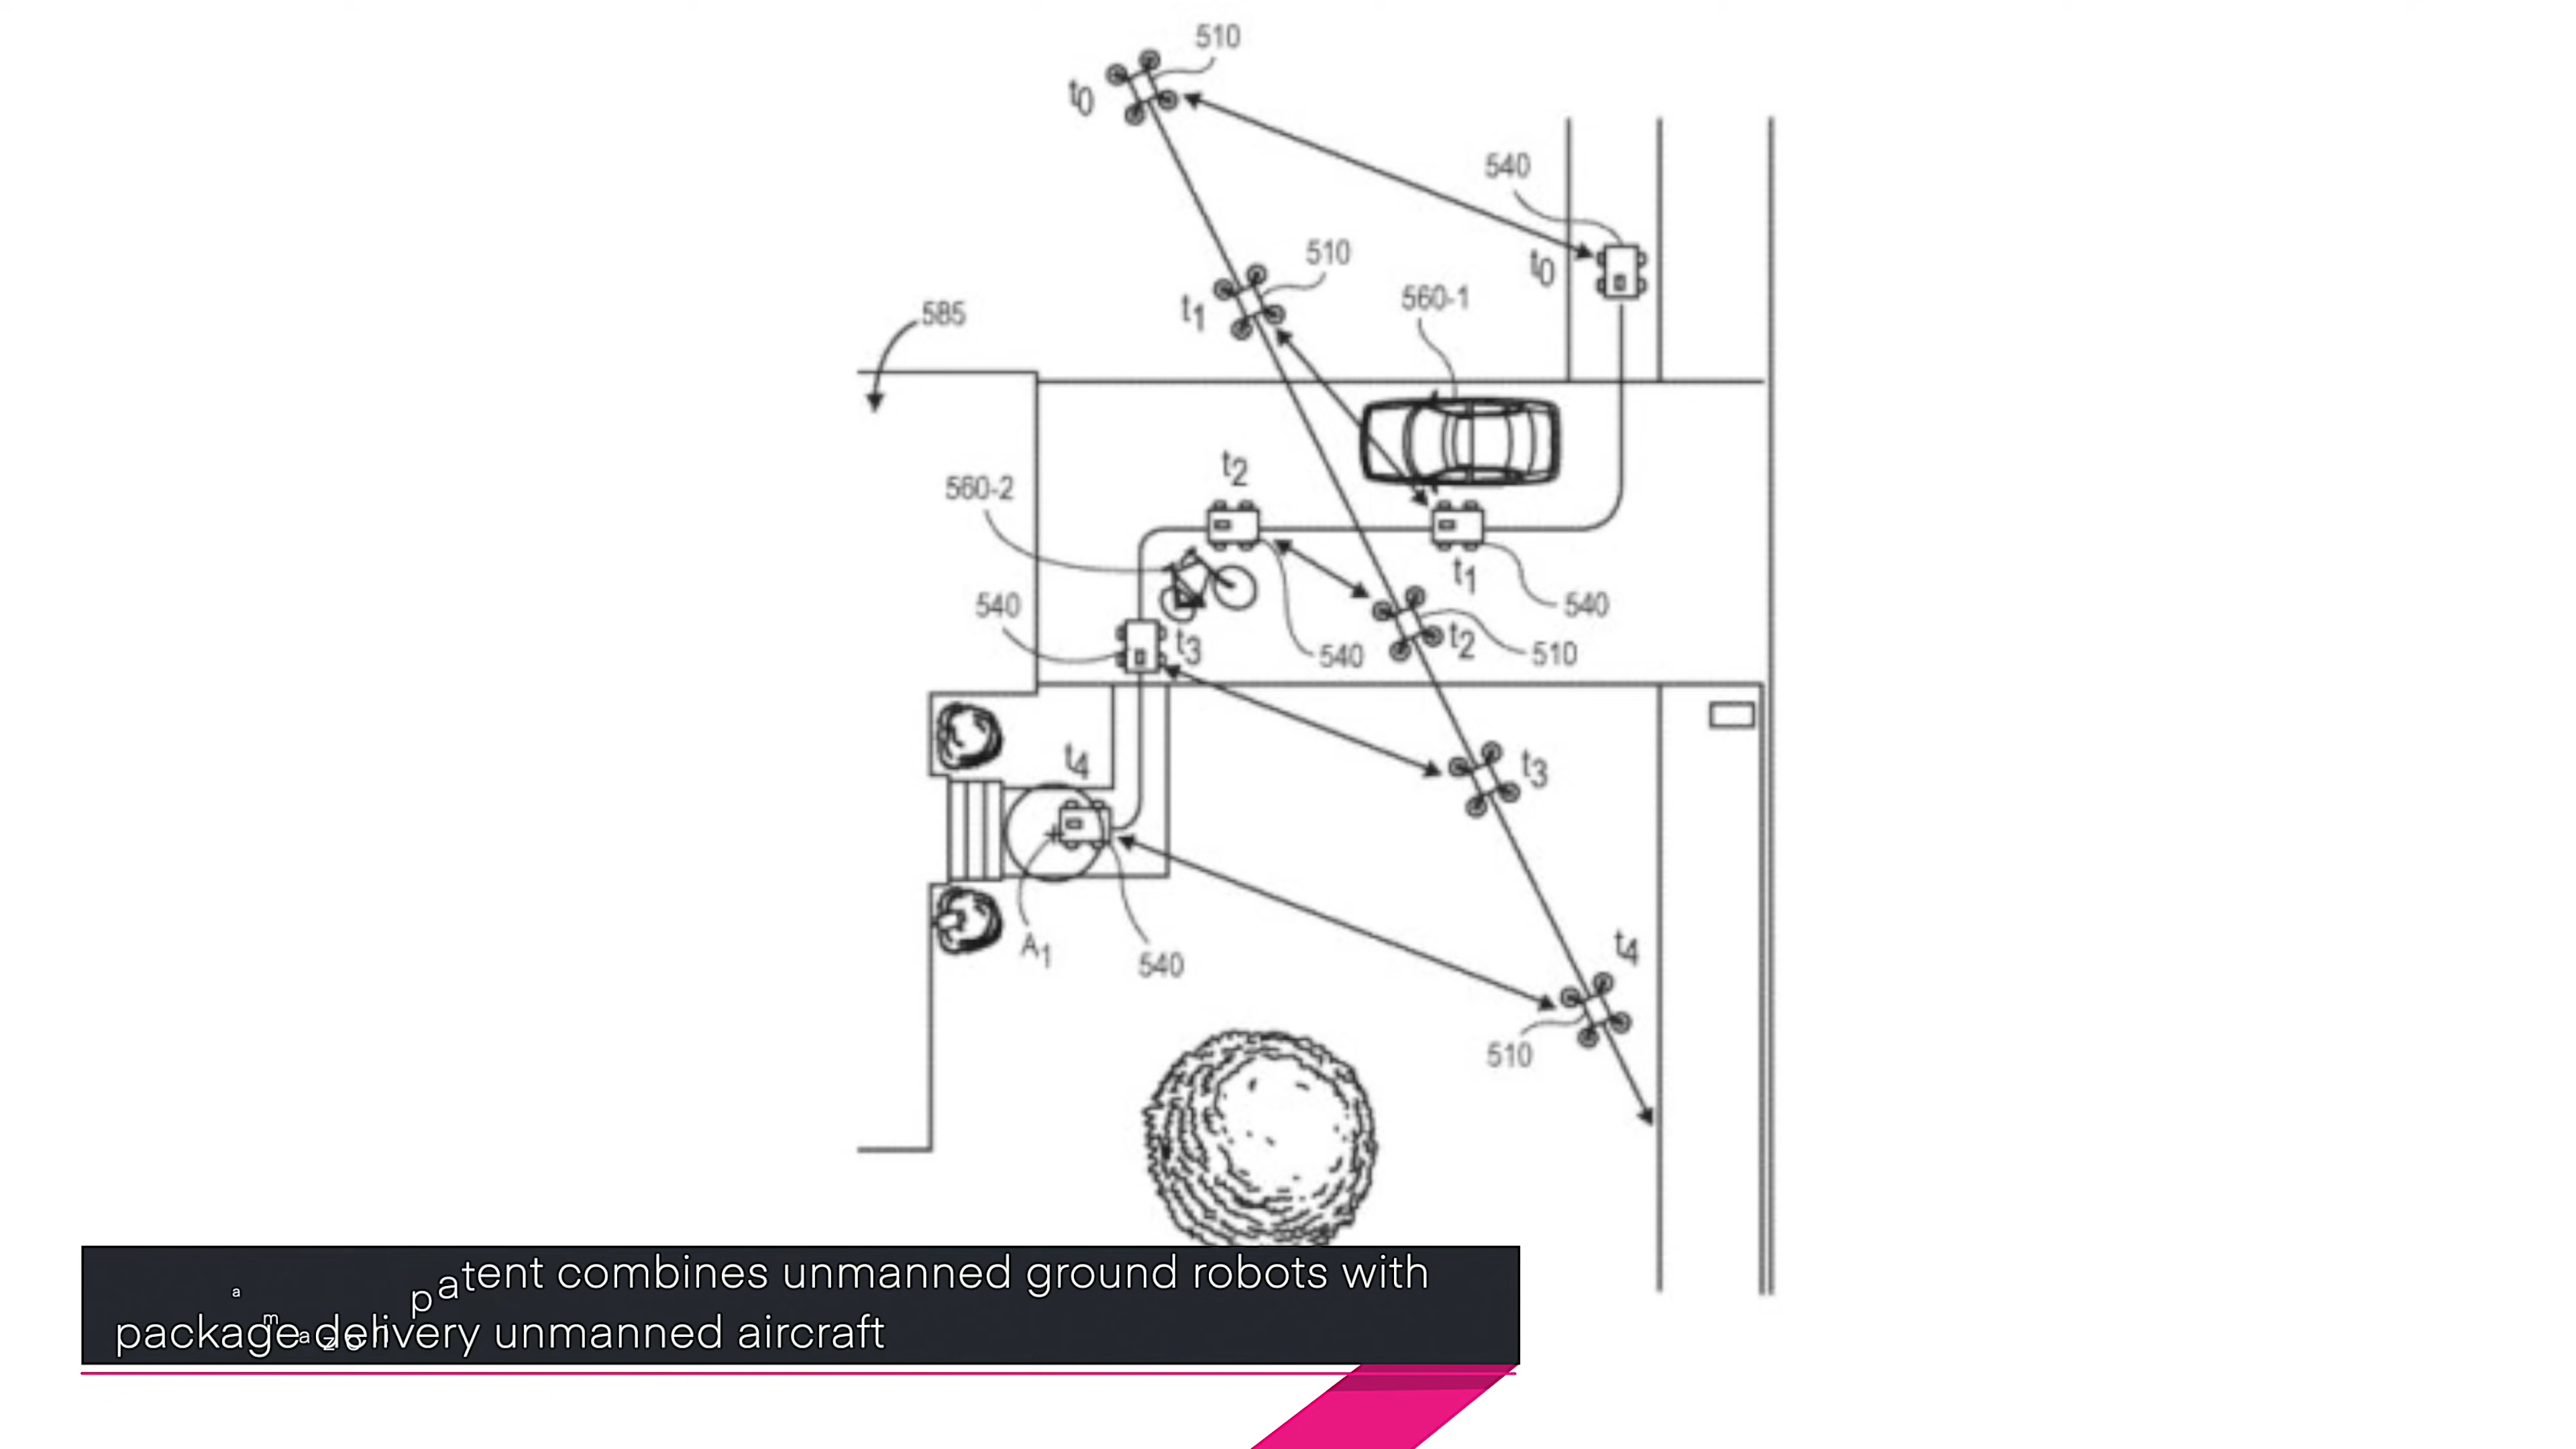 510
t0
540
t0
510
560-1
t1
585
t2
560-2
t1
540
540
t3
t2
540
510
t4
t3
A1
540
t4
510
amazon patent combines unmanned ground robots with
package delivery unmanned aircraft